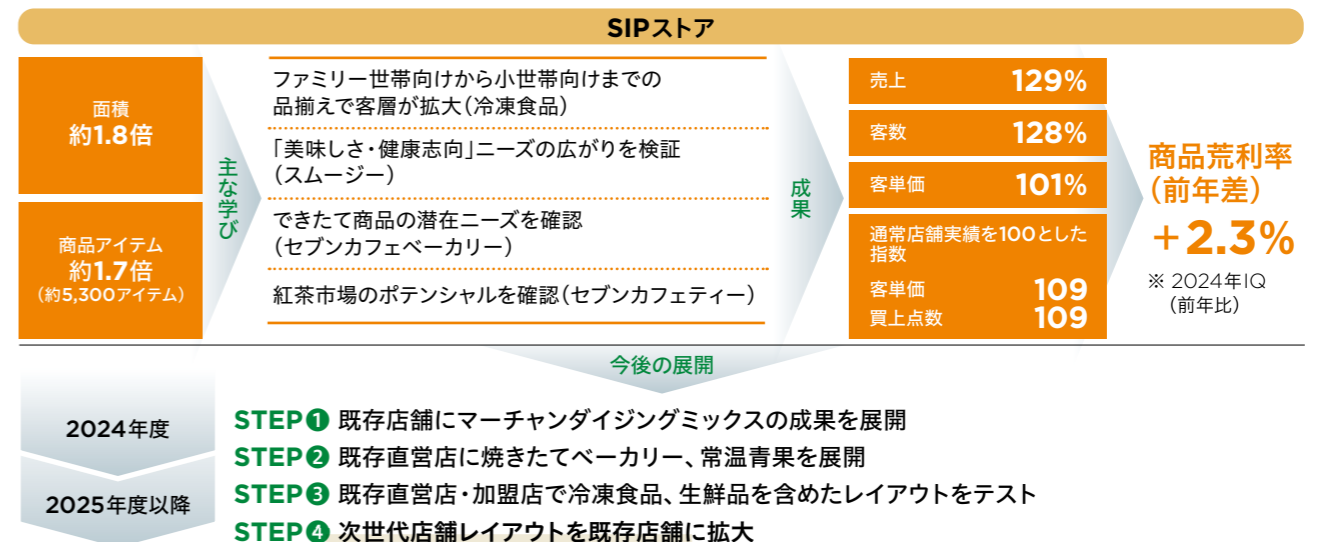 SIPストア
面積
約1.8倍
商品アイテム
約1.7倍
(約5,300アイテム)
主な学び
ファミリー世帯向けから小世帯向けまでの
品揃えで客層が拡大(冷凍食品)
「美味しさ・健康志向」ニーズの広がりを検証
(スムージー)
できたて商品の潜在ニーズを確認
(セブンカフェベーカリー)
紅茶市場のポテンシャルを確認(セブンカフェティー)
成果
売上 129%
客数 128%
客単価 101%
通常店舗実績を100とした
指数
客単価 109
買上点数 109
商品荒利率
(前年差)
+2.3%
※ 2024年1Q
(前年比)
今後の展開
2024年度
2025年度以降
STEP❶ 既存店舗にマーチャンダイジングミックスの成果を展開
STEP❷ 既存直営店に焼きたてベーカリー、常温青果を展開
STEP❸ 既存直営店・加盟店で冷凍食品、生鮮品を含めたレイアウトをテスト
STEP❹ 次世代店舗レイアウトを既存店舗に拡大